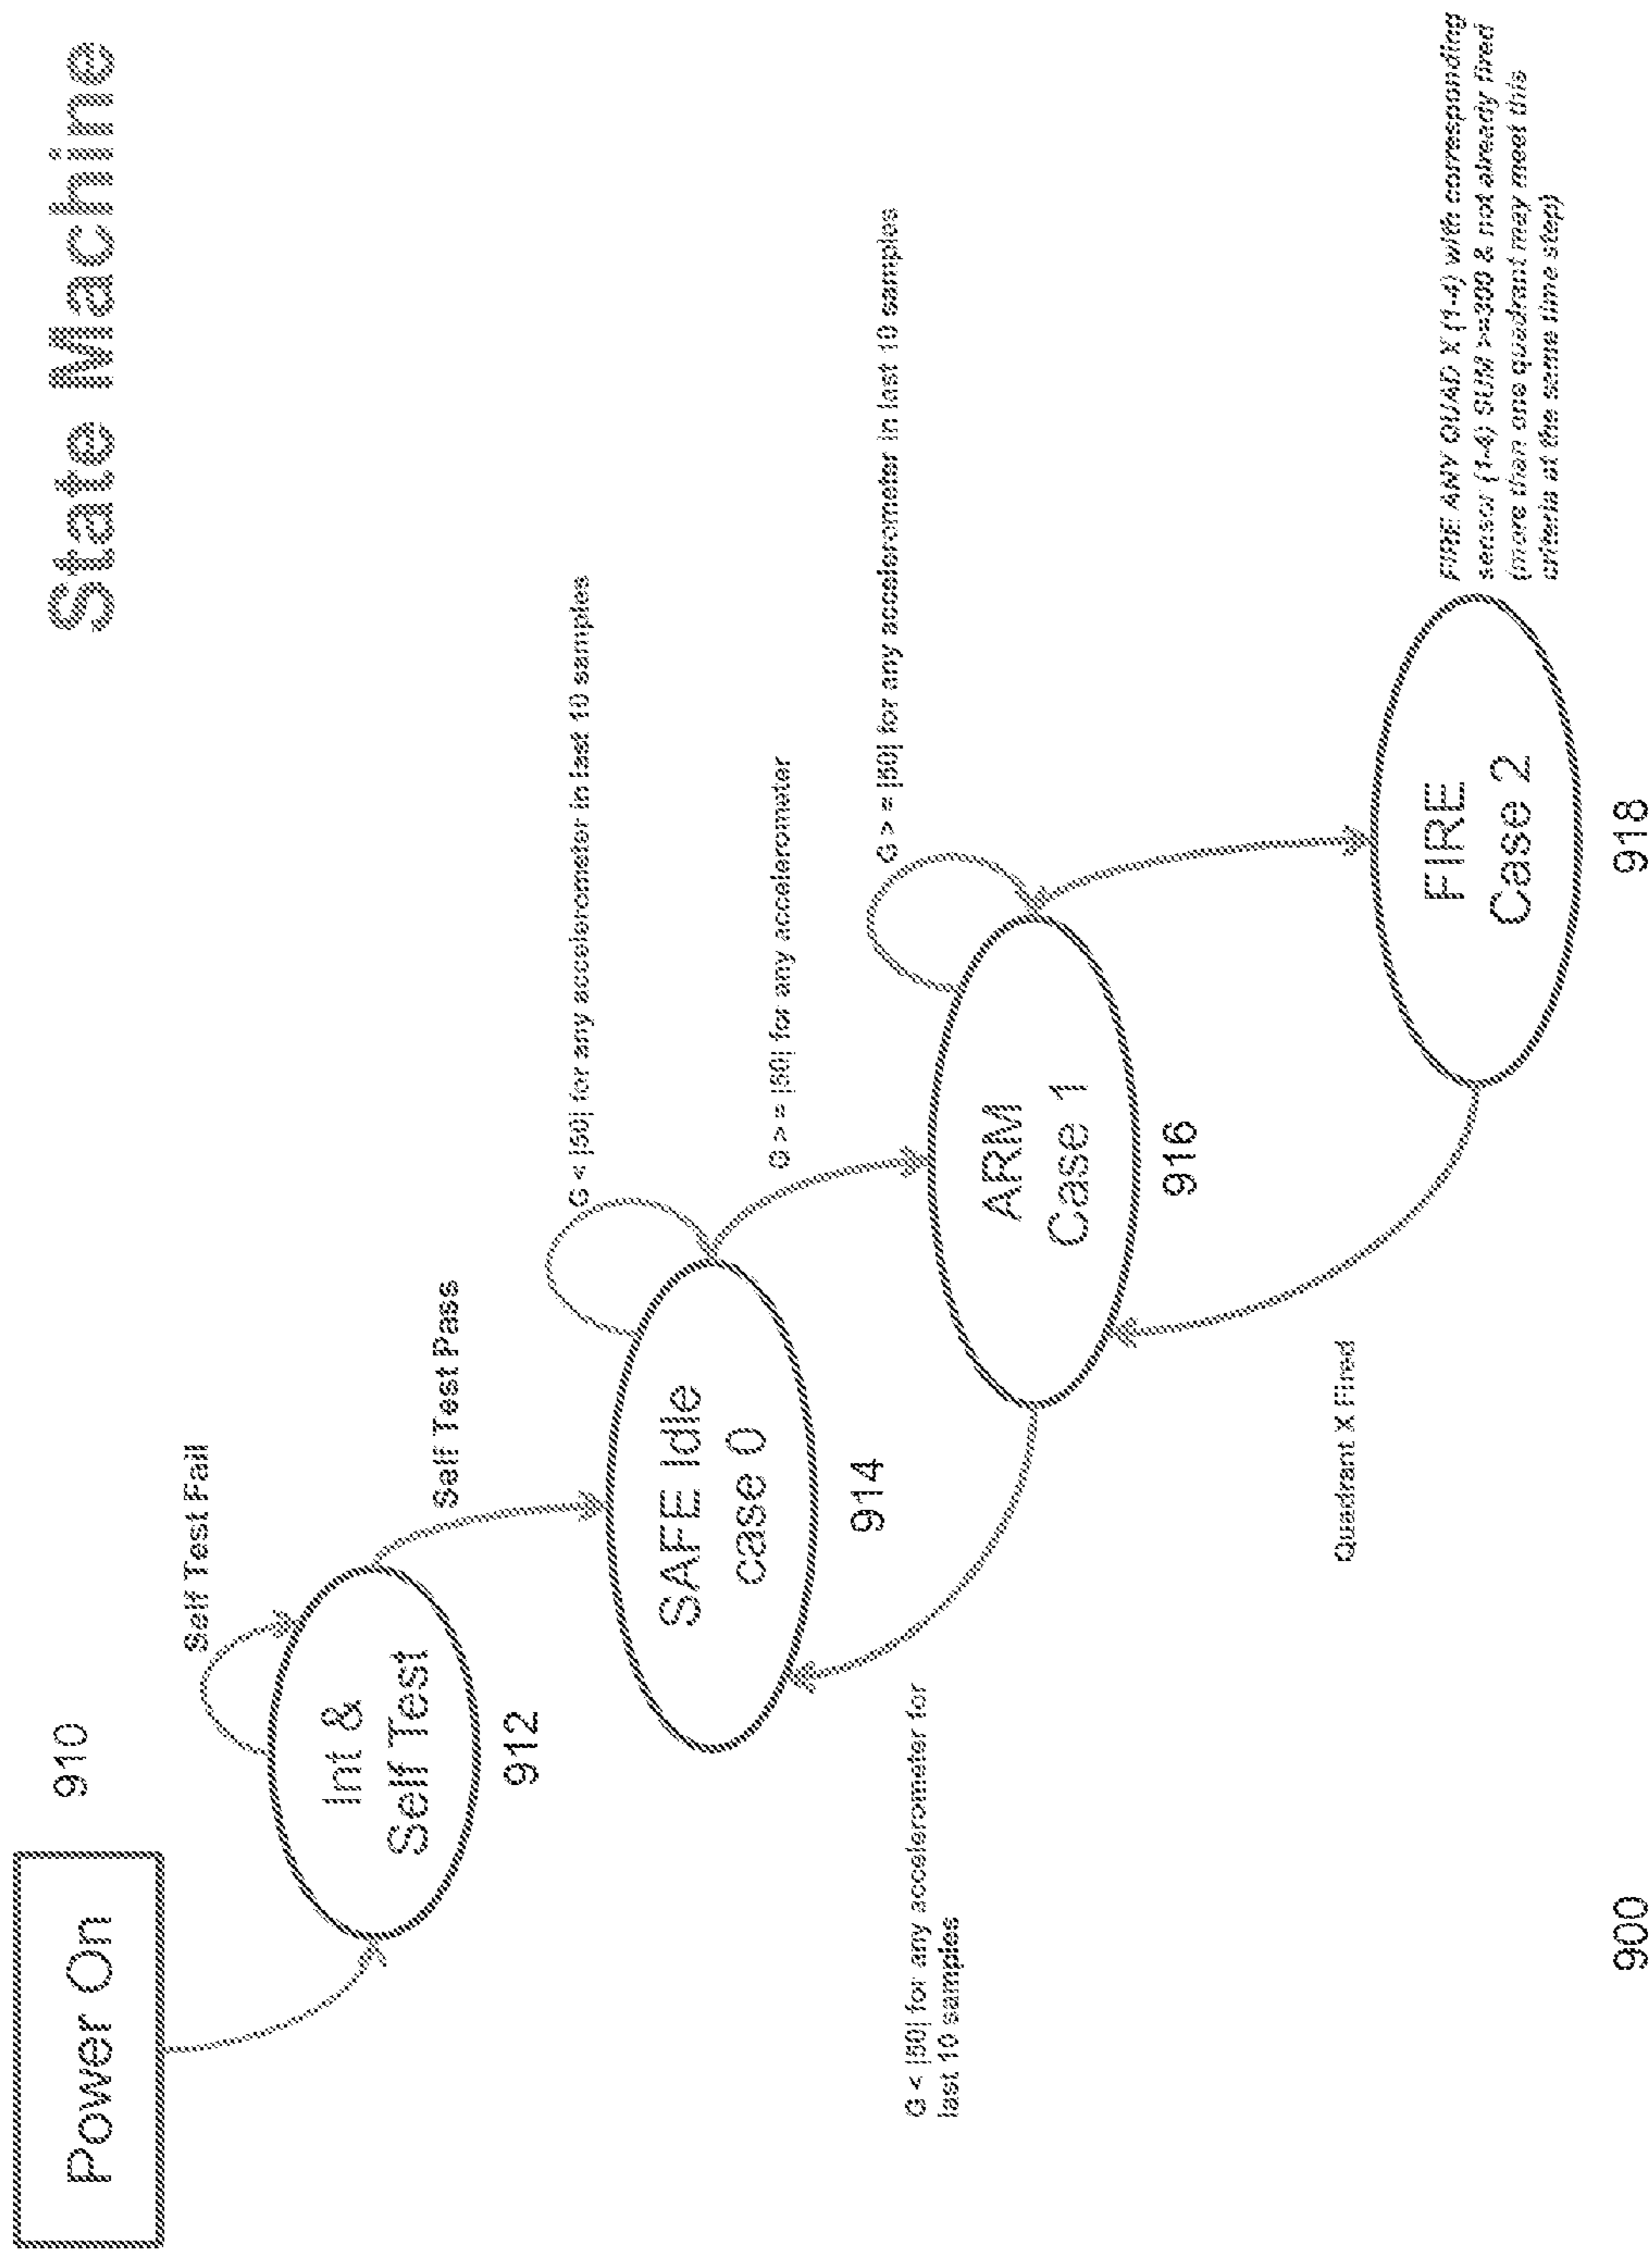 State Machine
Power On
910
Self Test Fail
Int &
Self Test
912
Self Test Pass
G < |50| for any accelerometer in last 10 samples
SAFE Idle
case 0
914
G > = |50| for any accelerometer
G > = |50| for any accelerometer in last 10 samples
ARM
Case 1
916
G < |50| for any accelerometer for
last 10 samples
FIRE ANY QUAD X (1-4) with corresponding
sensor (1-4) SUM >=300 & not already fired
(more than one quadrant may meet this
criteria at the same time step)
FIRE
Case 2
918
Quadrant X Fired
900